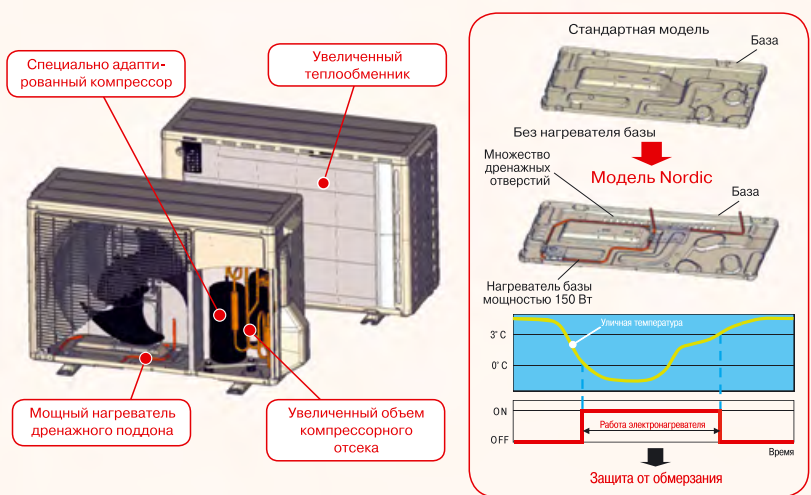 Специально адапти-
рованный компрессор
Увеличенный
теплообменник
Мощный нагреватель
дренажного поддона
Увеличенный объем
компрессорного
отсека
Стандартная модель
База
Без нагревателя базы
Множество
дренажных
отверстий
Модель Nordic
База
Нагреватель базы
мощностью 150 Вт
Уличная температура
3° C
0° C
ON
OFF
Работа электронагревателя
Время
Защита от обмерзания